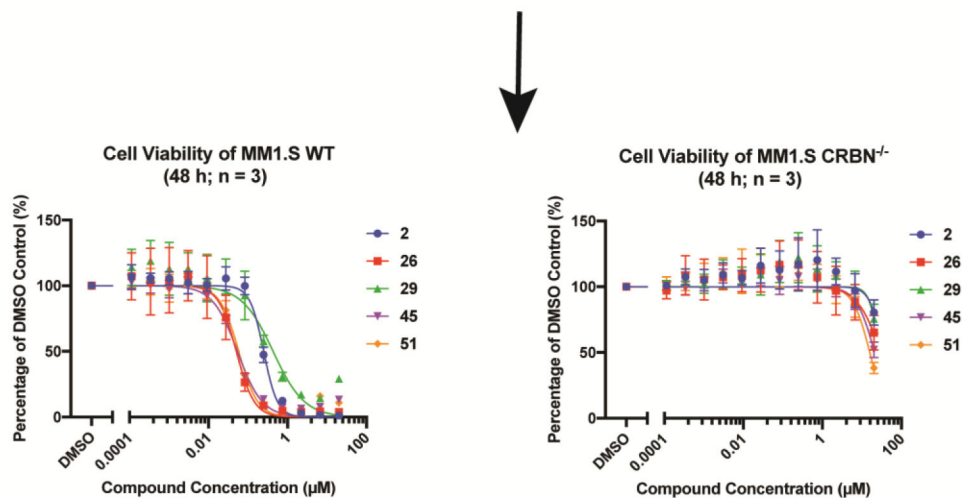 Cell Viability of MM1.S WT
(48 h; n = 3)
Percentage of DMSO Control (%)
150
100
50
0
DMSO
0.0001
0.01
1
100
Compound Concentration (µM)
2
26
29
45
51
Cell Viability of MM1.S CRBN⁻/⁻
(48 h; n = 3)
Percentage of DMSO Control (%)
150
100
50
0
DMSO
0.0001
0.01
1
100
Compound Concentration (µM)
2
26
29
45
51